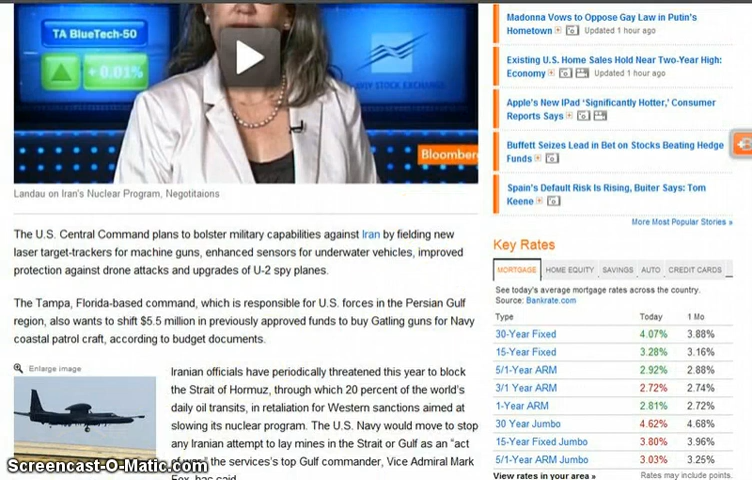 TA BlueTech-50
+0.01%
AVIV STOCK EXCHANGE
Bloomberg
Landau on Iran's Nuclear Program, Negotitaions
The U.S. Central Command plans to bolster military capabilities against Iran by fielding new
laser target-trackers for machine guns, enhanced sensors for underwater vehicles, improved
protection against drone attacks and upgrades of U-2 spy planes.
The Tampa, Florida-based command, which is responsible for U.S. forces in the Persian Gulf
region, also wants to shift $5.5 million in previously approved funds to buy Gatling guns for Navy
coastal patrol craft, according to budget documents.
Enlarge image
Iranian officials have periodically threatened this year to block
the Strait of Hormuz, through which 20 percent of the world's
daily oil transits, in retaliation for Western sanctions aimed at
slowing its nuclear program. The U.S. Navy would move to stop
any Iranian attempt to lay mines in the Strait or Gulf as an "act
of war," the services's top Gulf commander, Vice Admiral Mark
Fox, has said
Screencast-O-Matic.com
Madonna Vows to Oppose Gay Law in Putin's
Hometown Updated 1 hour ago
Existing U.S. Home Sales Hold Near Two-Year High:
Economy Updated 1 hour ago
Apple's New IPad 'Significantly Hotter,' Consumer
Reports Says
Buffett Seizes Lead in Bet on Stocks Beating Hedge
Funds
Spain's Default Risk Is Rising, Buiter Says: Tom
Keene
More Most Popular Stories »
Key Rates
MORTGAGE HOME EQUITY SAVINGS AUTO CREDIT CARDS
See today's average mortgage rates across the country.
Source: Bankrate.com
Type Today 1 Mo
30-Year Fixed 4.07% 3.88%
15-Year Fixed 3.28% 3.16%
5/1-Year ARM 2.92% 2.88%
3/1 Year ARM 2.72% 2.74%
1-Year ARM 2.81% 2.72%
30 Year Jumbo 4.62% 4.68%
15-Year Fixed Jumbo 3.80% 3.96%
5/1-Year ARM Jumbo 3.03% 3.25%
View rates in your area » Rates may include points.